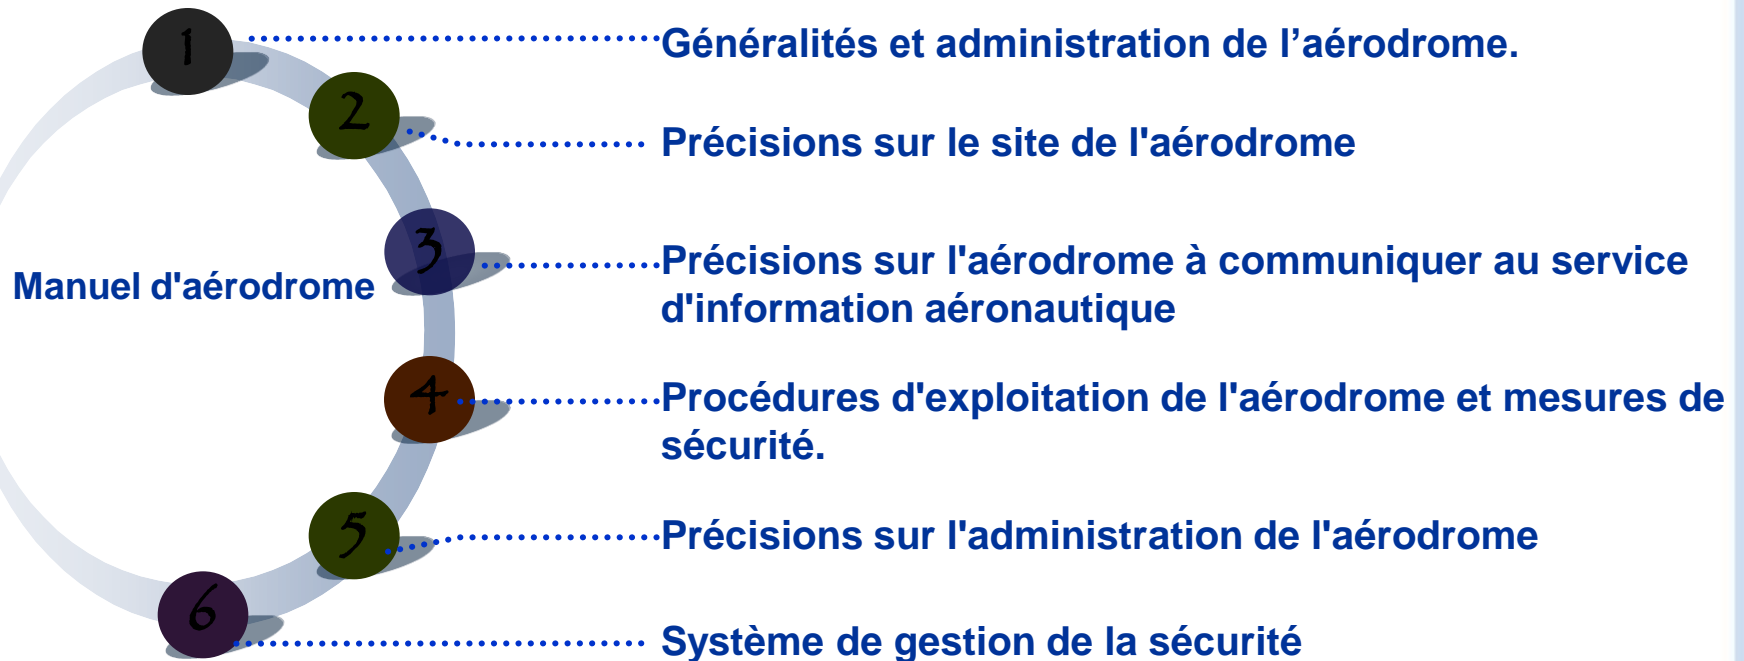 1
Généralités et administration de l’aérodrome.
2
Précisions sur le site de l'aérodrome
3
Précisions sur l'aérodrome à communiquer au service
d'information aéronautique
Manuel d'aérodrome
4
Procédures d'exploitation de l'aérodrome et mesures de
sécurité.
5
Précisions sur l'administration de l'aérodrome
6
Système de gestion de la sécurité